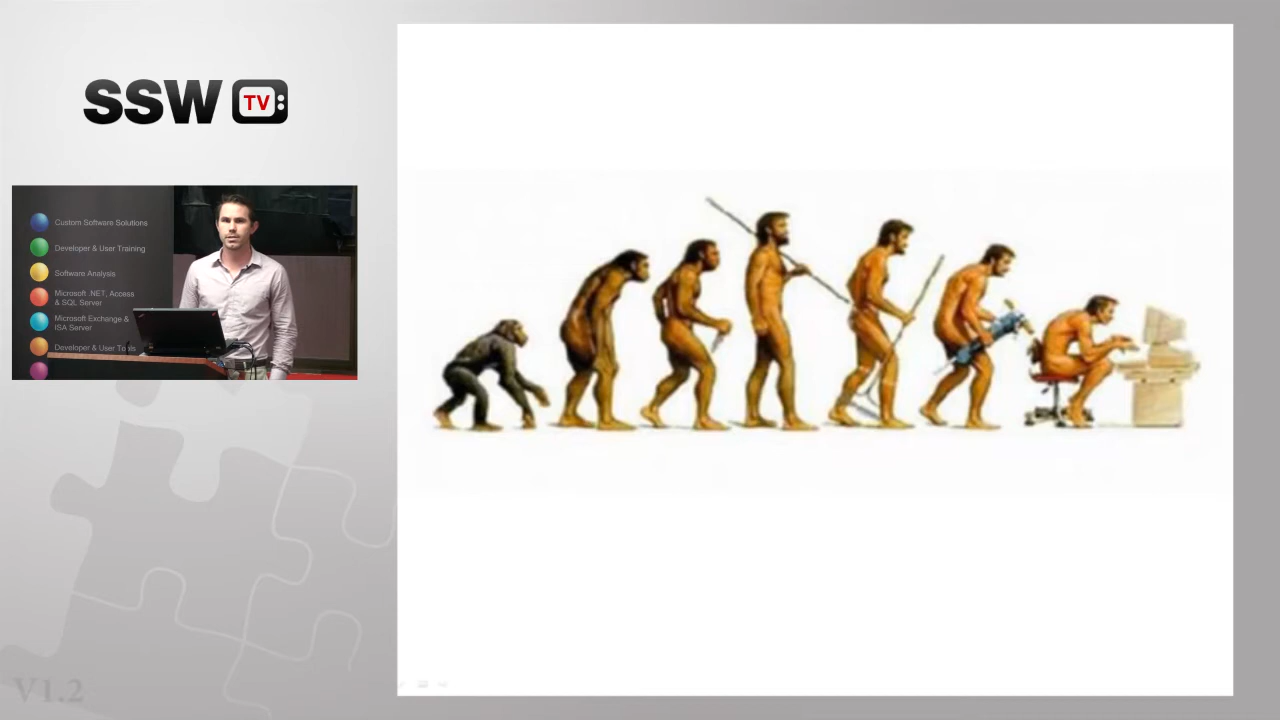 SSW TV
Custom Software Solutions
Developer & User Training
Software Analysis
Microsoft .NET, Access
& SQL Server
Microsoft Exchange &
ISA Server
Developer & User Tools
V1.2